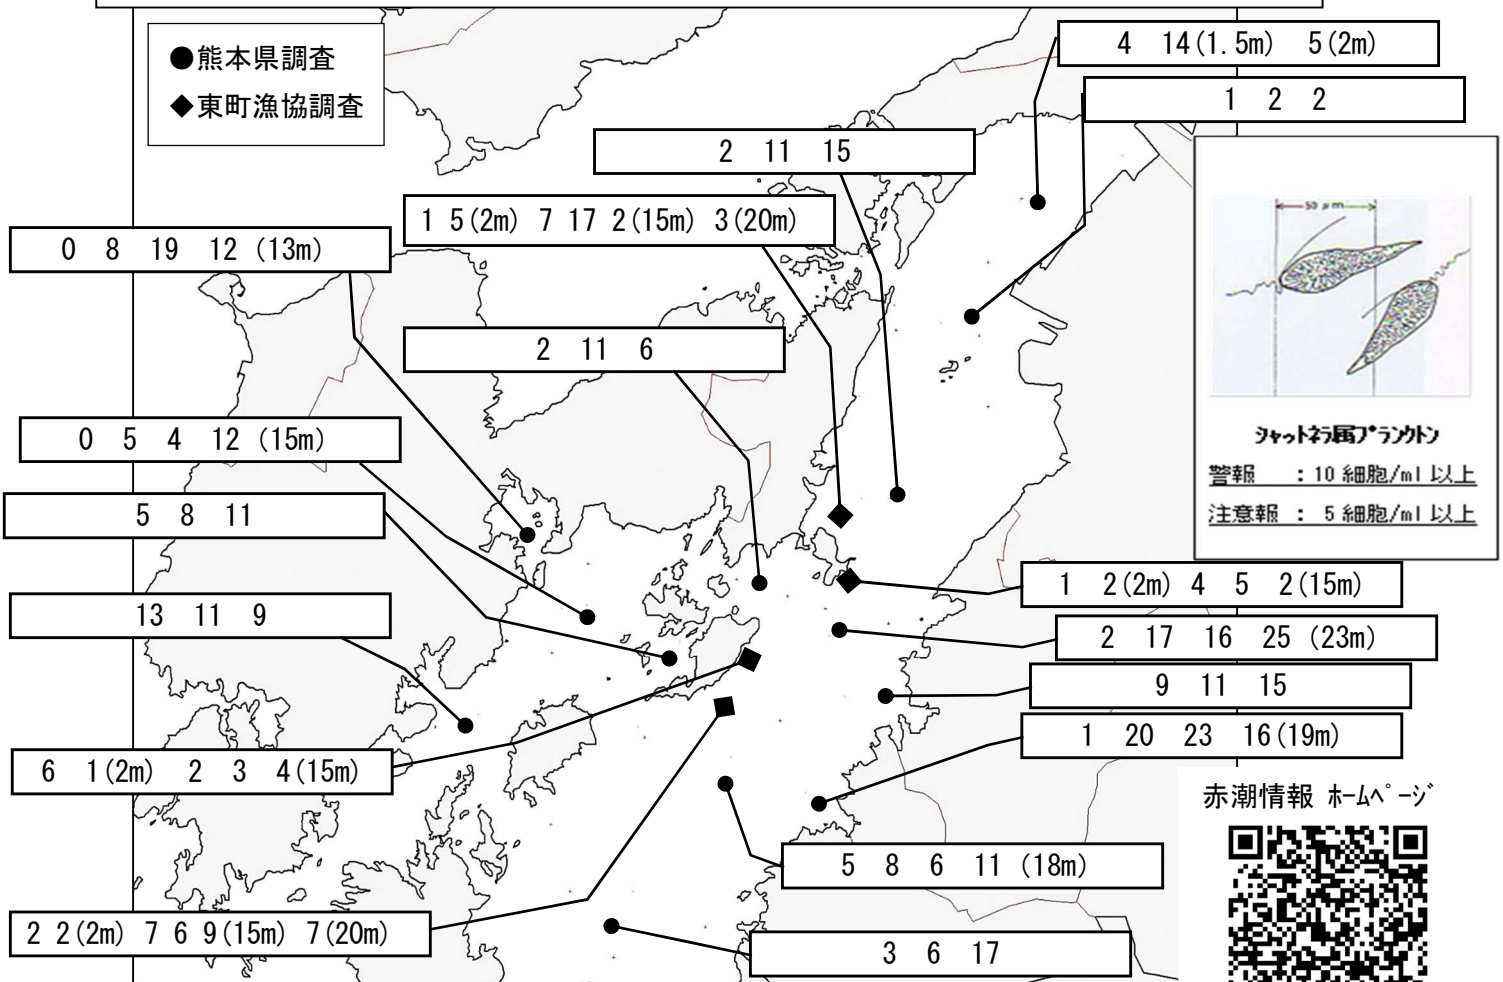 ●熊本県調査
◆東町漁協調査
4 14(1.5m) 5(2m)
1 2 2
2 11 15
1 5(2m) 7 17 2(15m) 3(20m)
0 8 19 12 (13m)
2 11 6
0 5 4 12 (15m)
5 8 11
13 11 9
6 1(2m) 2 3 4(15m)
2 2(2m) 7 6 9(15m) 7(20m)
50 μm
シャットネラ属プランクトン
警報 : 10 細胞/ml 以上
注意報 : 5 細胞/ml 以上
1 2(2m) 4 5 2(15m)
2 17 16 25 (23m)
9 11 15
1 20 23 16(19m)
赤潮情報 ホームページ
5 8 6 11 (18m)
3 6 17